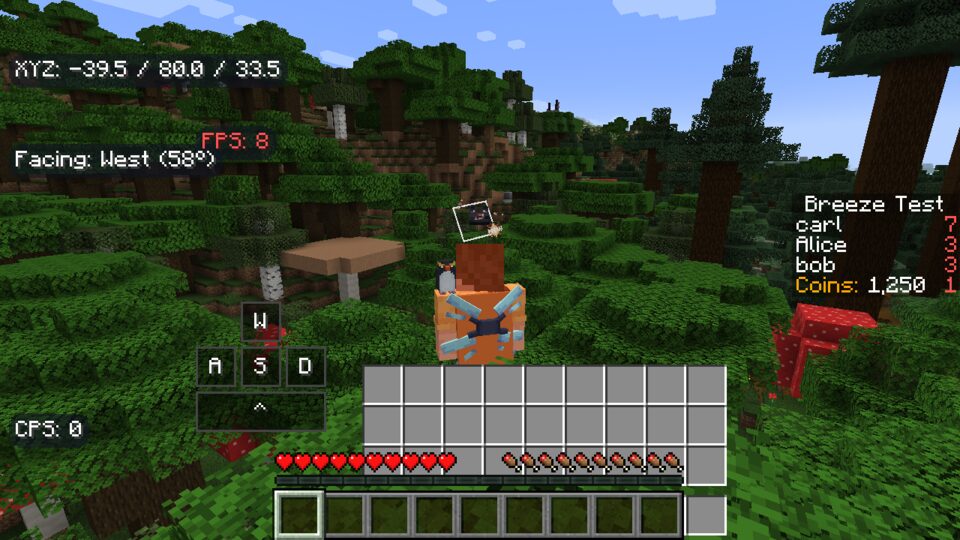 XYZ: -39.5 / 80.0 / 33.5
FPS: 8
Facing: West (58º)
Breeze Test
carl 7
Alice 3
bob 3
Coins: 1,250 1
W
A S D
^
CPS: 0